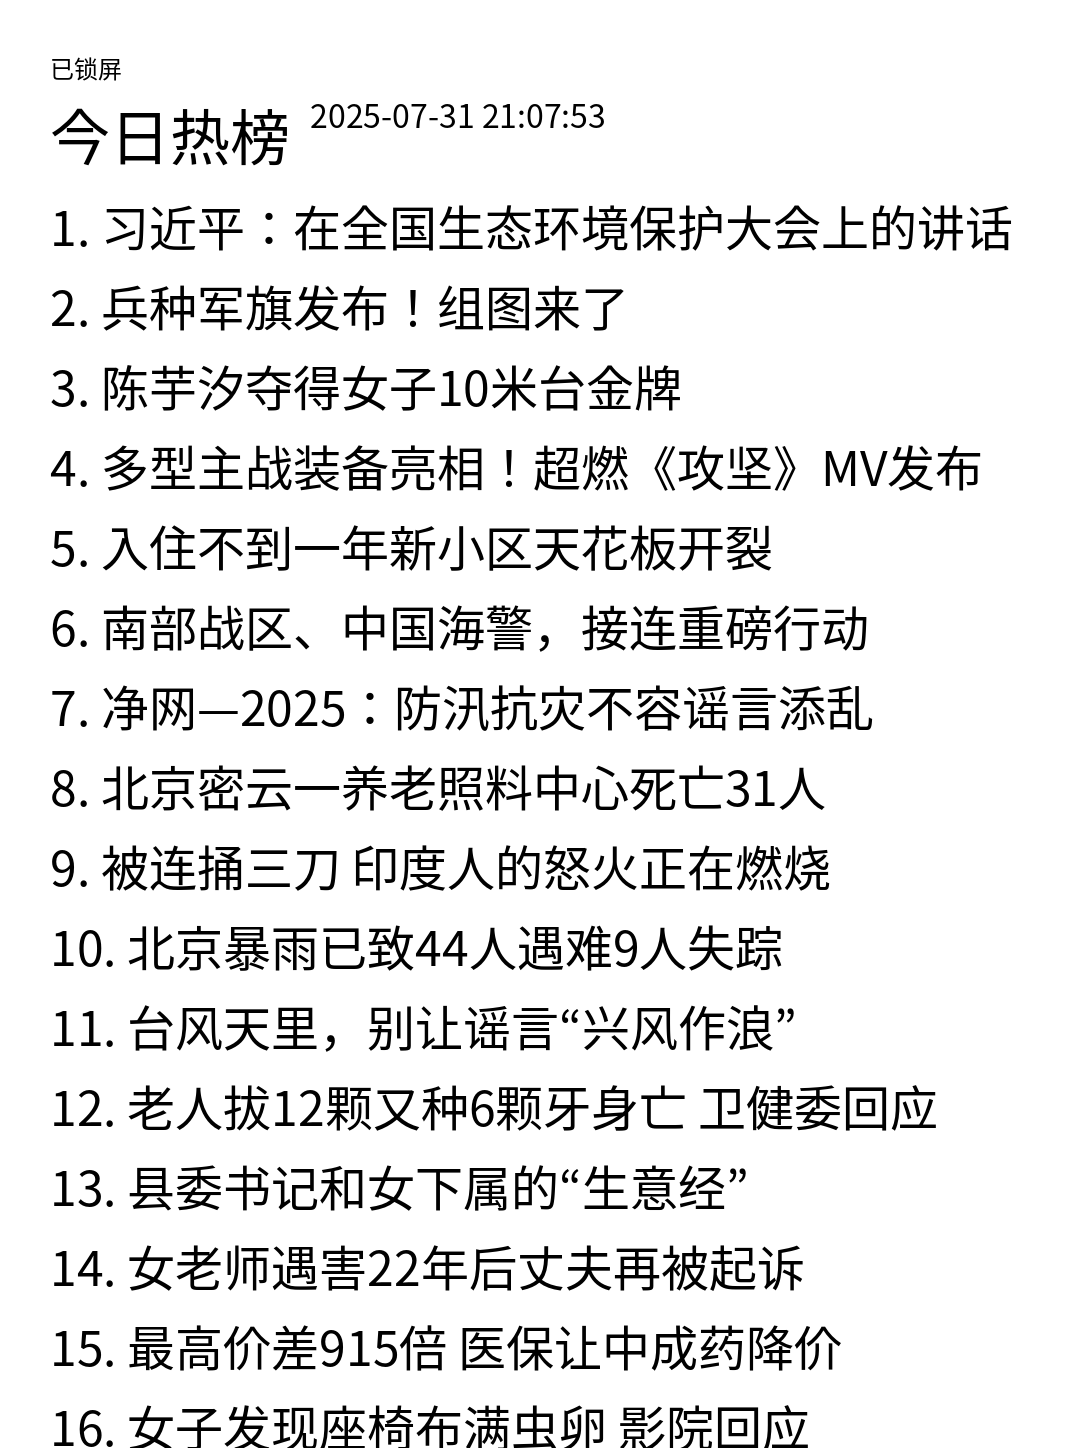 已锁屏
今日热榜 2025-07-31 21:07:53
1. 习近平：在全国生态环境保护大会上的讲话
2. 兵种军旗发布！组图来了
3. 陈芋汐夺得女子10米台金牌
4. 多型主战装备亮相！超燃《攻坚》MV发布
5. 入住不到一年新小区天花板开裂
6. 南部战区、中国海警，接连重磅行动
7. 净网—2025：防汛抗灾不容谣言添乱
8. 北京密云一养老照料中心死亡31人
9. 被连捅三刀 印度人的怒火正在燃烧
10. 北京暴雨已致44人遇难9人失踪
11. 台风天里，别让谣言“兴风作浪”
12. 老人拔12颗又种6颗牙身亡 卫健委回应
13. 县委书记和女下属的“生意经”
14. 女老师遇害22年后丈夫再被起诉
15. 最高价差915倍 医保让中成药降价
16. 女子发现座椅布满虫卵 影院回应